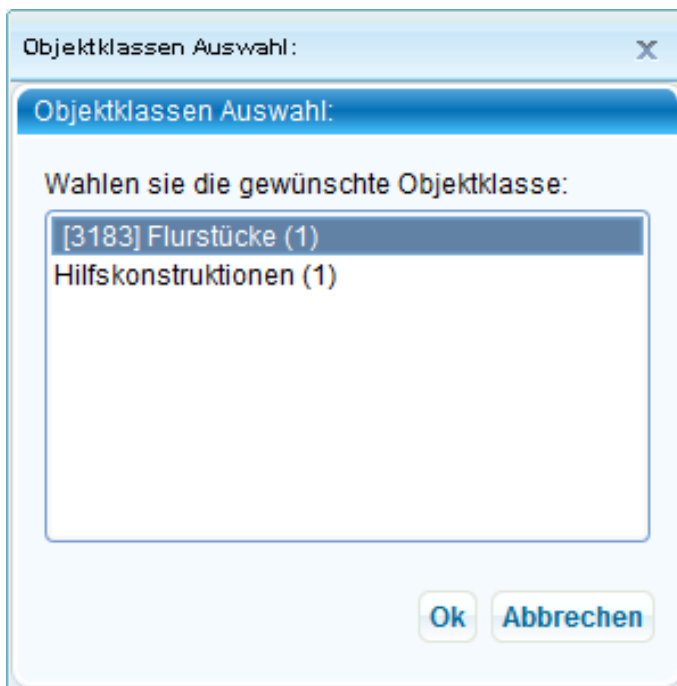 Objektklassen Auswahl:
x
Objektklassen Auswahl:
Wahlen sie die gewünschte Objektklasse:
[3183] Flurstücke (1)
Hilfskonstruktionen (1)
Ok Abbrechen